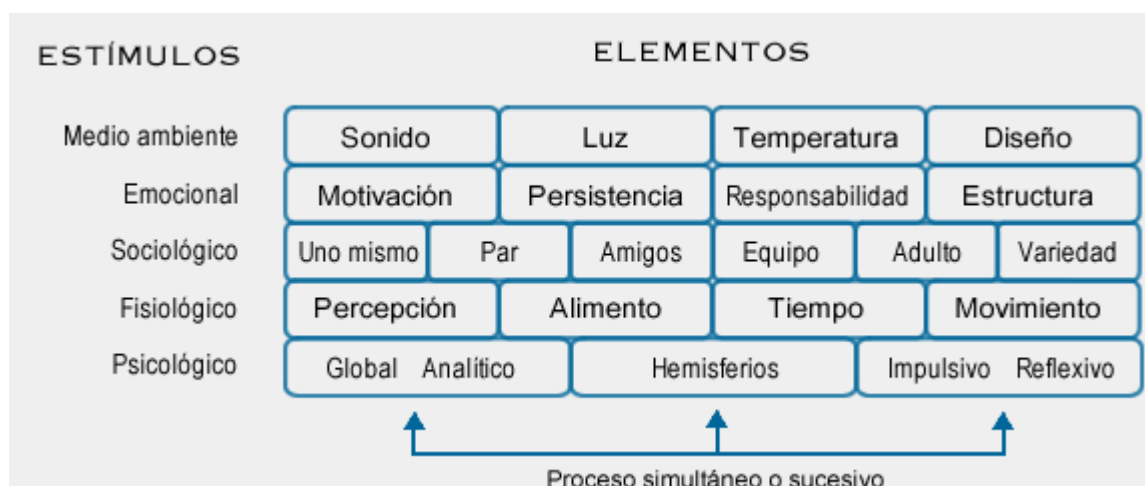 ESTÍMULOS ELEMENTOS
Medio ambiente Sonido Luz Temperatura Diseño
Emocional Motivación Persistencia Responsabilidad Estructura
Sociológico Uno mismo Par Amigos Equipo Adulto Variedad
Fisiológico Percepción Alimento Tiempo Movimiento
Psicológico Global Analítico Hemisferios Impulsivo Reflexivo
Proceso simultáneo o sucesivo